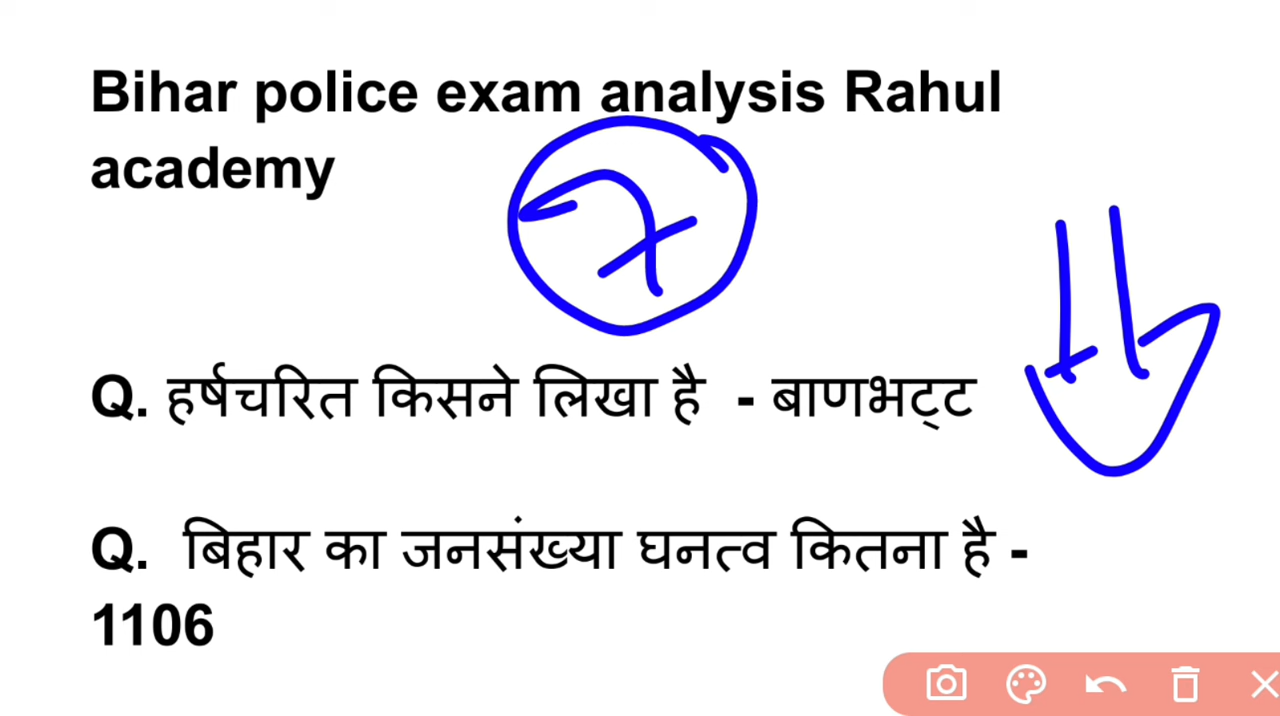 Bihar police exam analysis Rahul
academy
Q. हर्षचरित किसने लिखा है - बाणभट्ट
Q. बिहार का जनसंख्या घनत्व कितना है -
1106